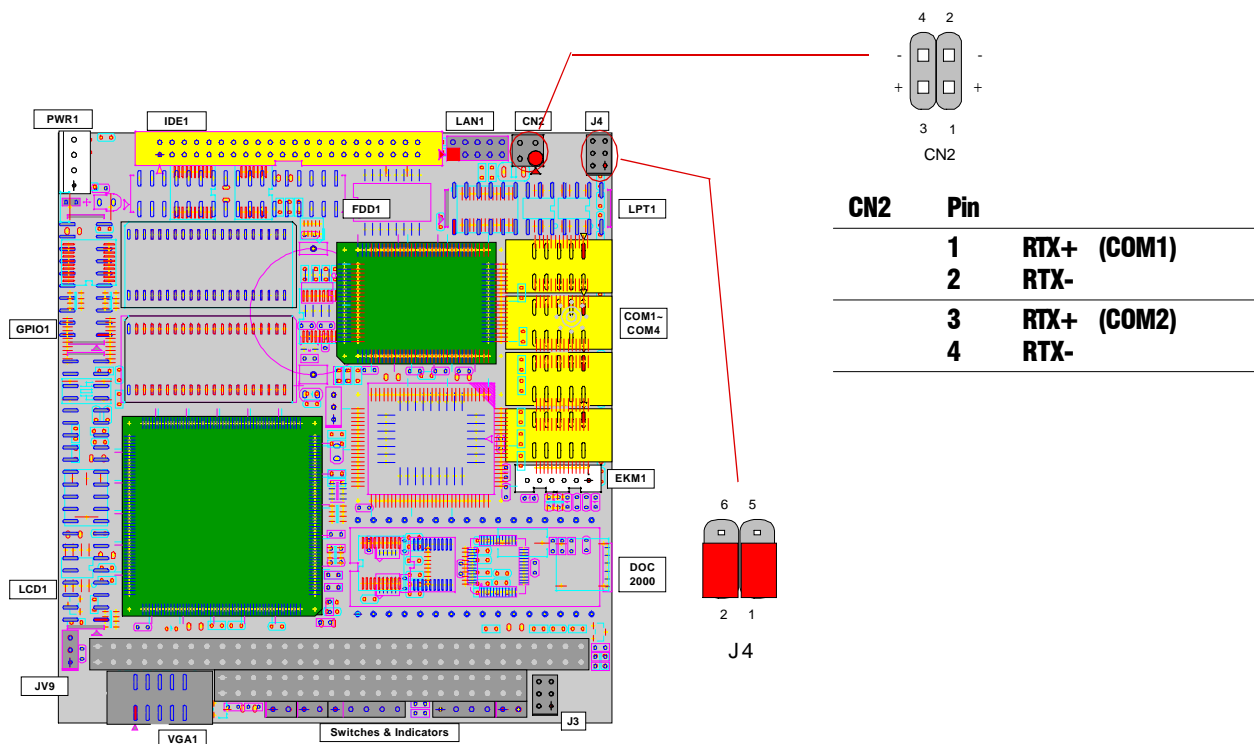 4 2
- -
+ +
3 1
CN2
PWR1
IDE1
LAN1
CN2
J4
FDD1
LPT1
GPIO1
COM1~
COM4
EKM1
DOC
2000
LCD1
JV9
VGA1
Switches & Indicators
J3
CN2 Pin
1 RTX+ (COM1)
2 RTX-
3 RTX+ (COM2)
4 RTX-
6 5
2 1
J4